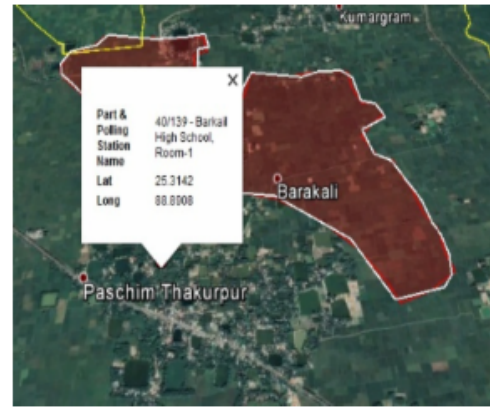 Kumargram
X
Part & Polling Station Name 40/139 - Barkail High School, Room-1
Lat 25.3142
Long 88.8008
Barakali
Paschim Thakurpur